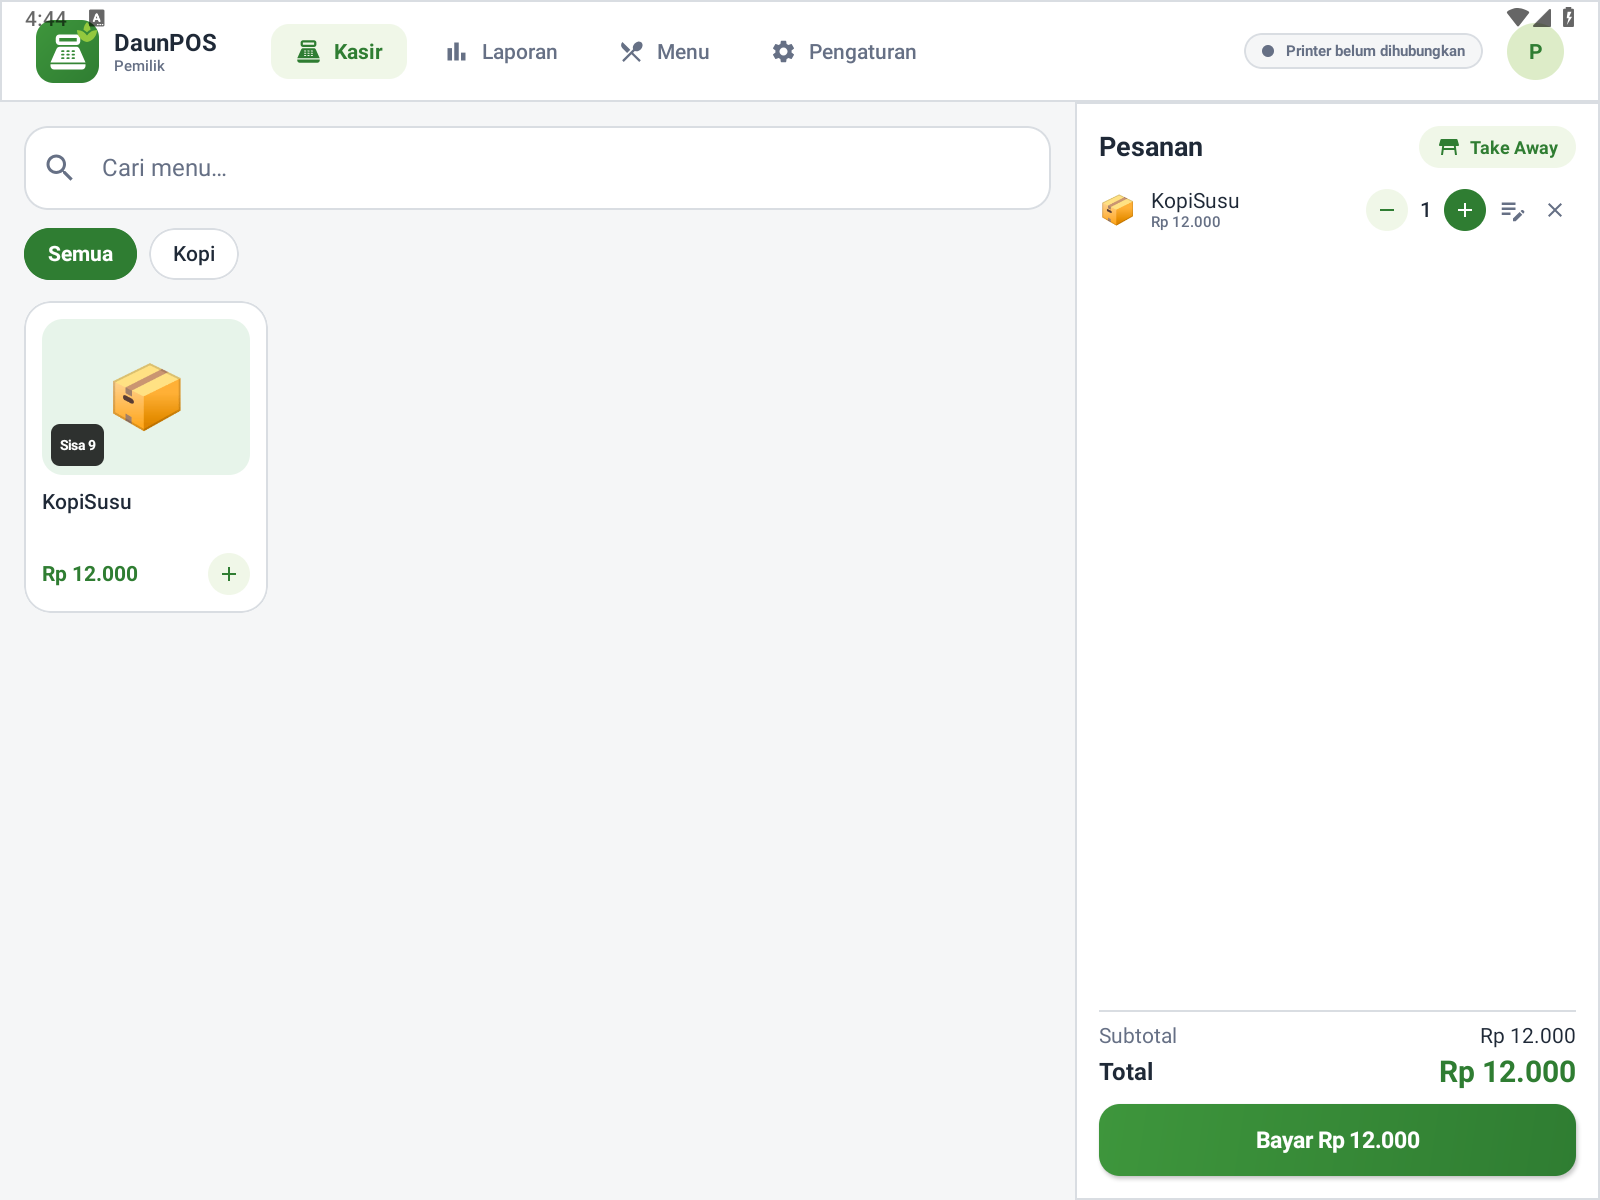 4:44
A
DaunPOS
Pemilik
Kasir
Laporan
Menu
Pengaturan
Printer belum dihubungkan
P
Cari menu...
Semua
Kopi
Sisa 9
KopiSusu
Rp 12.000
Pesanan
Take Away
KopiSusu
Rp 12.000
1
Subtotal
Rp 12.000
Total
Rp 12.000
Bayar Rp 12.000